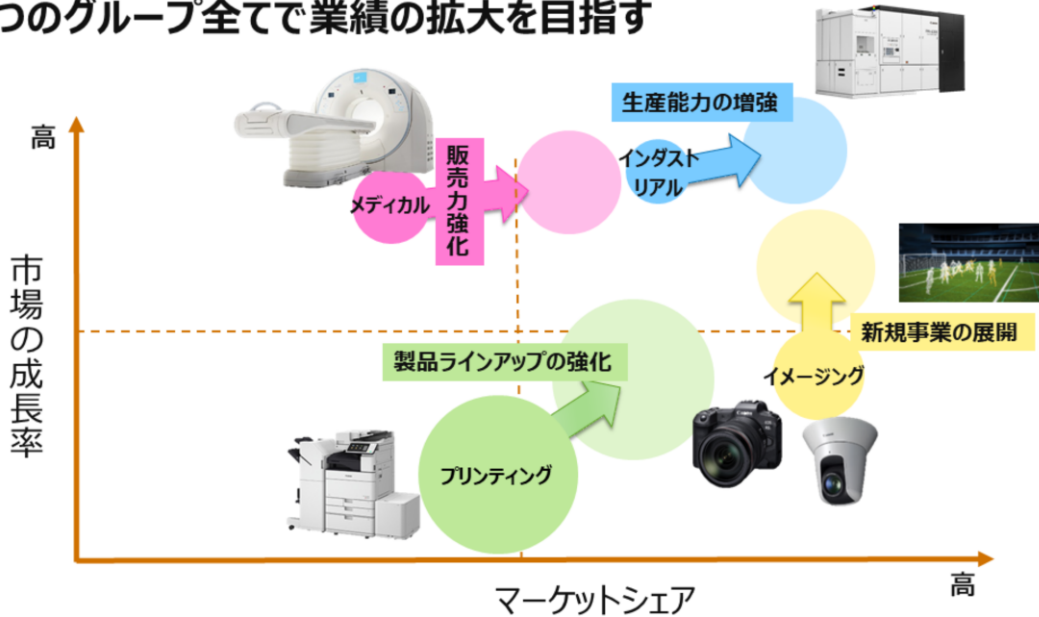 つのグループ全てで業績の拡大を目指す
生産能力の増強
高
販売力強化
インダスト
リアル
メディカル
市場の成長率
新規事業の展開
製品ラインアップの強化
イメージング
Canon
プリンティング
高
マーケットシェア